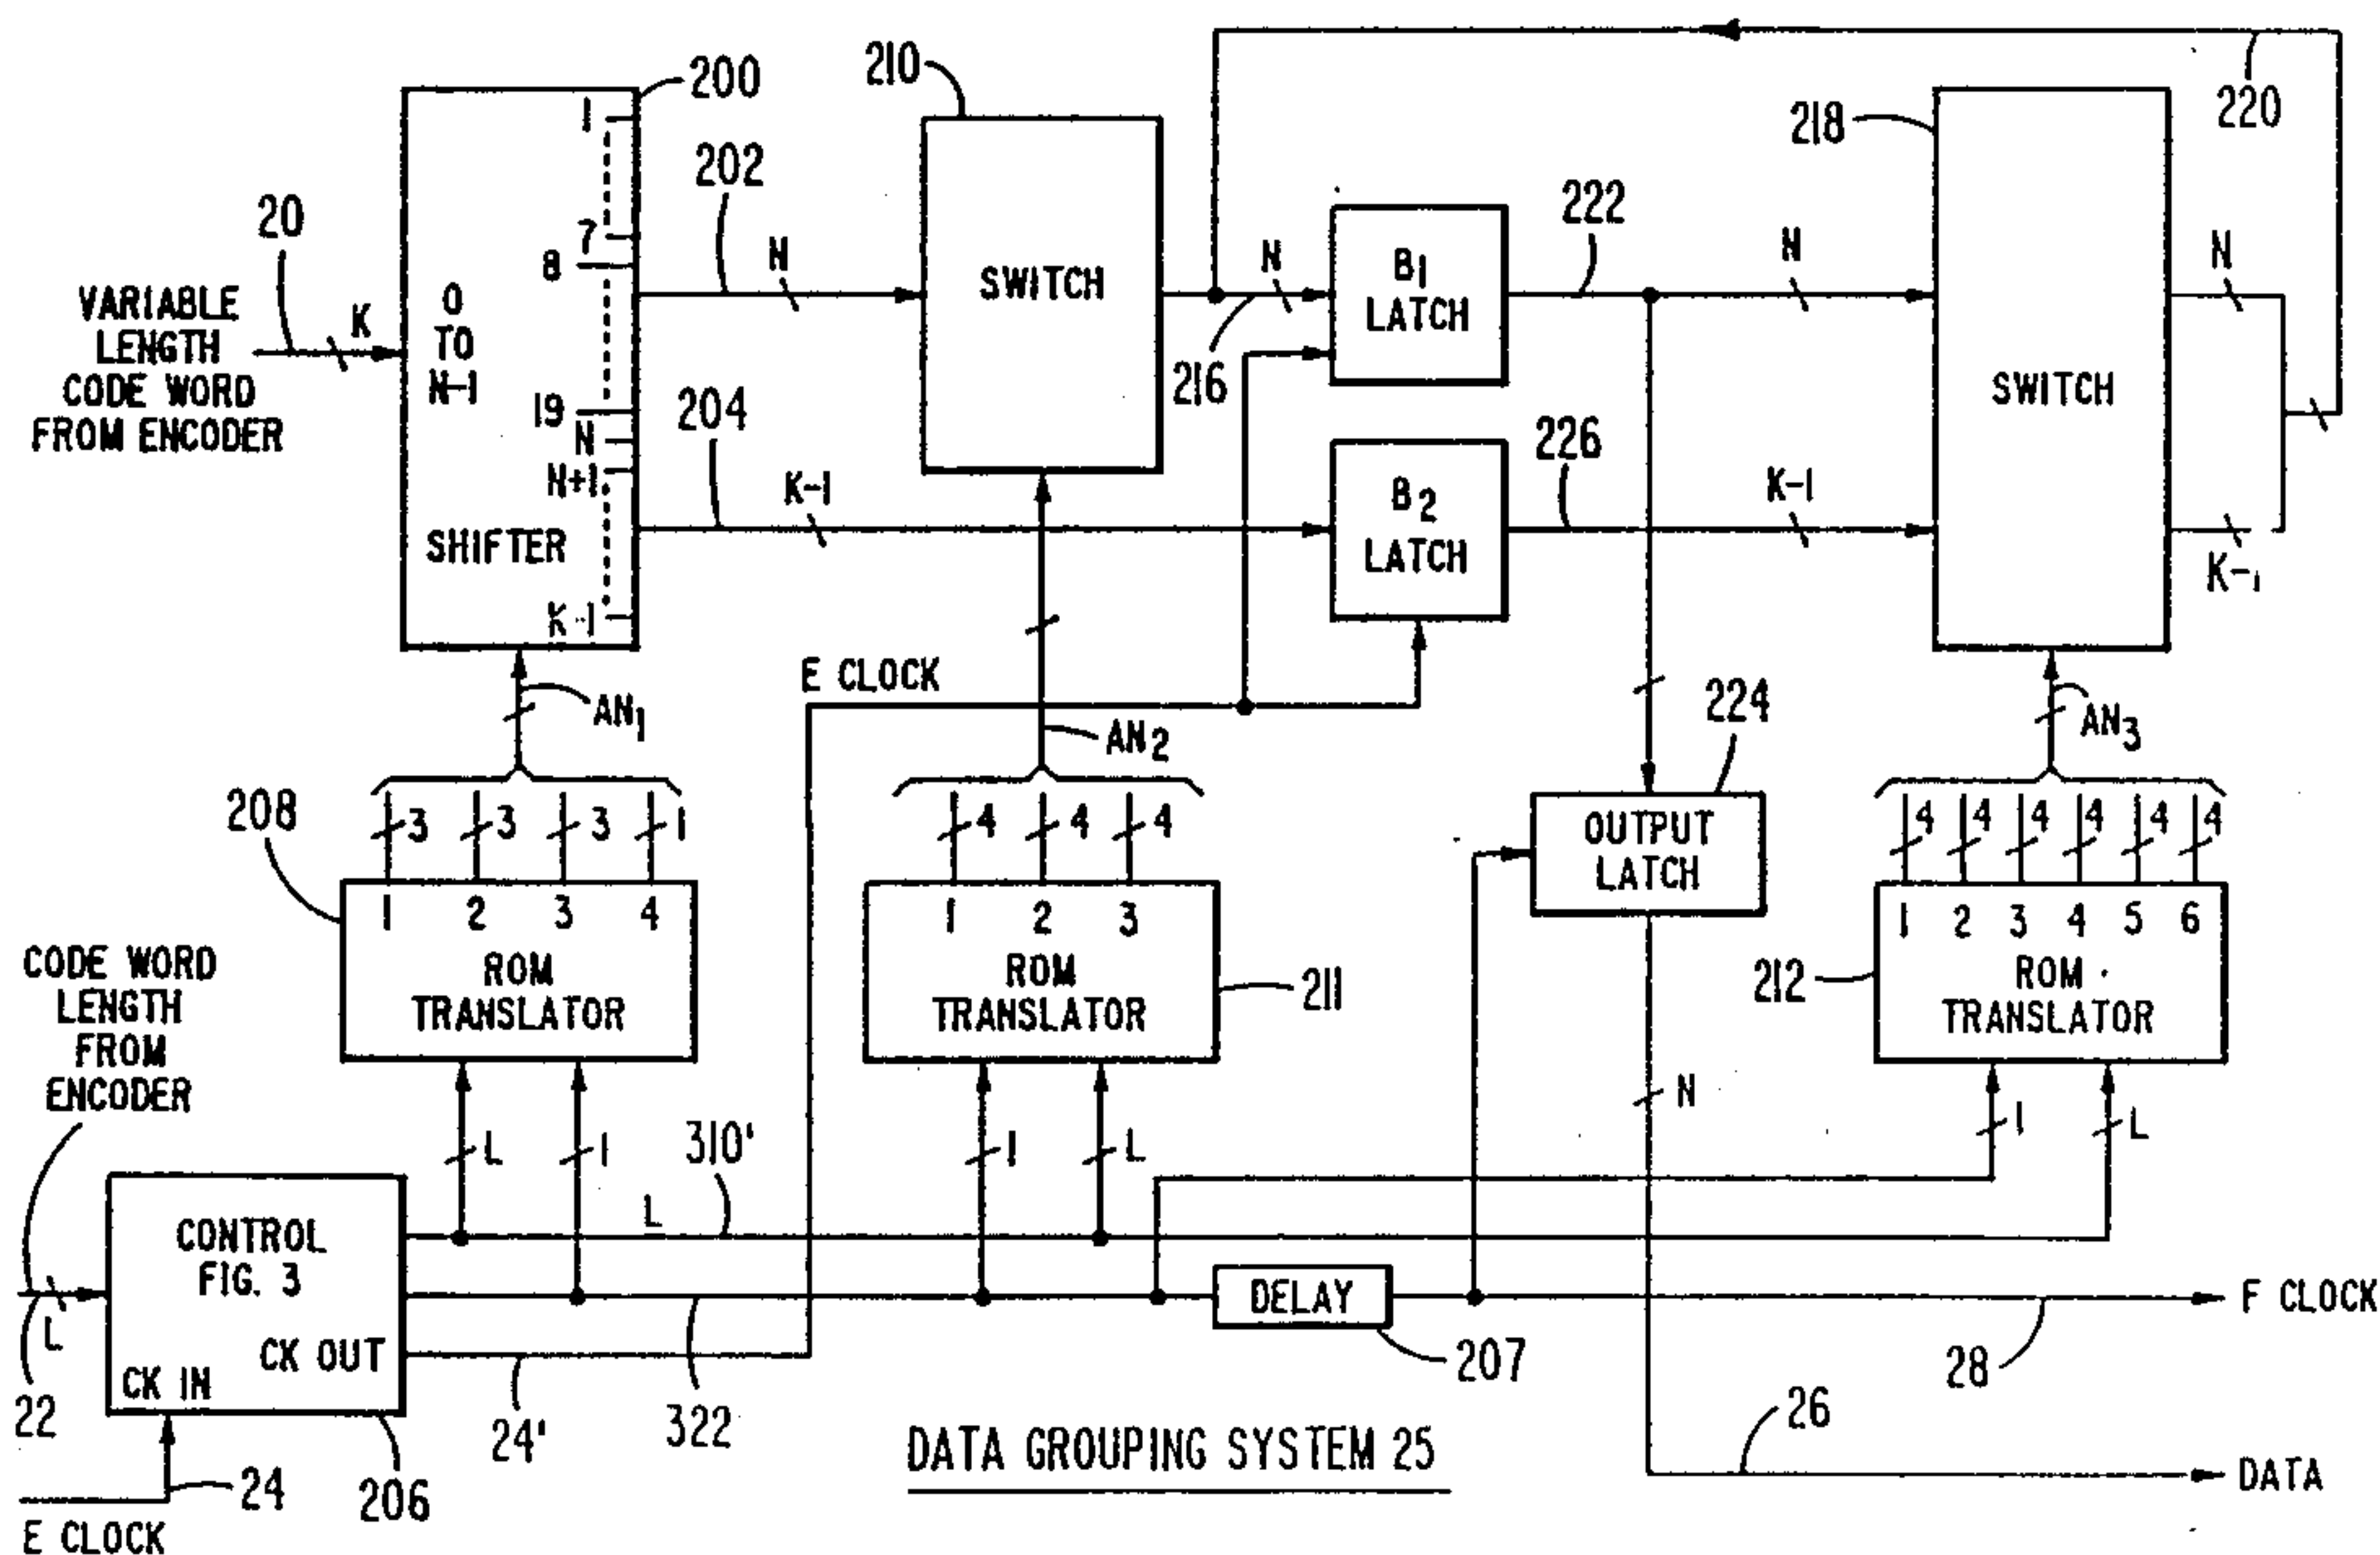 200
210
218
220
1
7
8
19
N
N+1
K-1
0
TO
N-1
SHIFTER
20
K
VARIABLE
LENGTH
CODE WORD
FROM ENCODER
202
N
204
K-1
SWITCH
N
216
B1
LATCH
B2
LATCH
222
N
226
K-1
SWITCH
N
K-1
E CLOCK
AN1
AN2
AN3
224
OUTPUT
LATCH
208
3
3
3
1
1
2
3
4
ROM
TRANSLATOR
4
4
4
1
2
3
ROM
TRANSLATOR
211
4
4
4
4
4
4
1
2
3
4
5
6
ROM
TRANSLATOR
212
CODE WORD
LENGTH
FROM
ENCODER
L
1
310'
L
1
L
N
1
L
CONTROL
FIG. 3
CK OUT
CK IN
22
L
DELAY
207
F CLOCK
28
24'
322
206
24
E CLOCK
26
DATA
DATA GROUPING SYSTEM 25